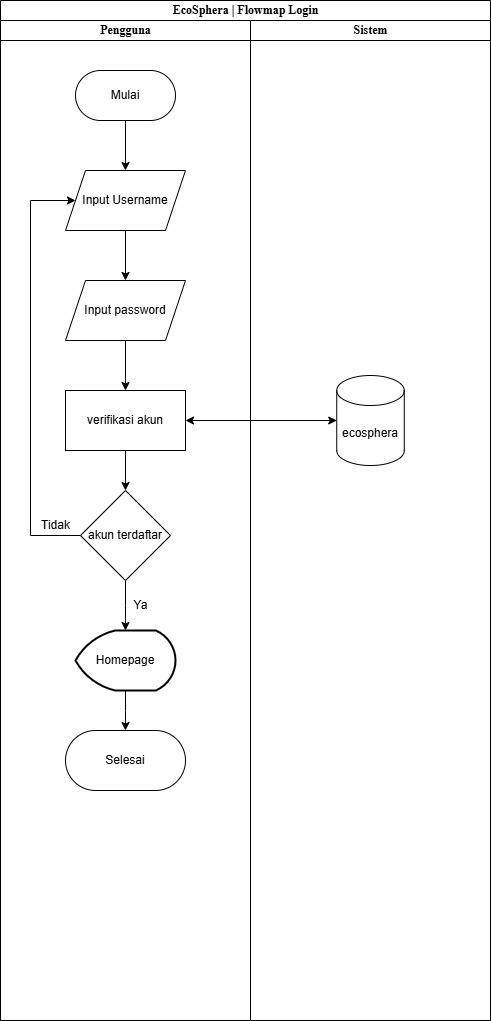 EcoSphera | Flowmap Login
Pengguna
Sistem
Mulai
Input Username
Input password
verifikasi akun
ecosphera
Tidak
akun terdaftar
Ya
Homepage
Selesai